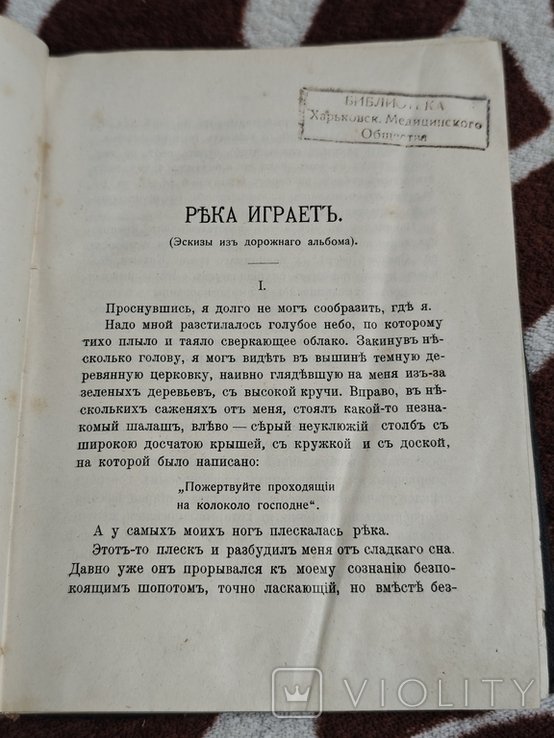 БИБЛИОТЕКА
Харьковск. Медицинского
Общества
РѢКА ИГРАЕТЪ.
(Эскизы изъ дорожнаго альбома).
I.
Проснувшись, я долго не могъ сообразить, гдѣ я.
Надо мной разстилалось голубое небо, по которому
тихо плыло и таяло сверкающее облако. Закинувъ нѣ-
сколько голову, я могъ видѣть въ вышинѣ темную де-
ревянную церковку, наивно глядѣвшую на меня изъ-за
зеленыхъ деревьевъ, съ высокой кручи. Вправо, въ нѣ-
сколькихъ саженяхъ отъ меня, стоялъ какой-то незна-
комый шалашъ, влѣво — сѣрый неуклюжій столбъ съ
широкою досчатою крышей, съ кружкой и съ доской,
на которой было написано:
„Пожертвуйте проходящіи
на колоколо господне“.
А у самыхъ моихъ ногъ плескалась рѣка.
Этотъ-то плескъ и разбудилъ меня отъ сладкаго сна.
Давно уже онъ прорывался къ моему сознанію безпо-
коящимъ шопотомъ, точно ласкающій, но вмѣстѣ без-
VIOLITY